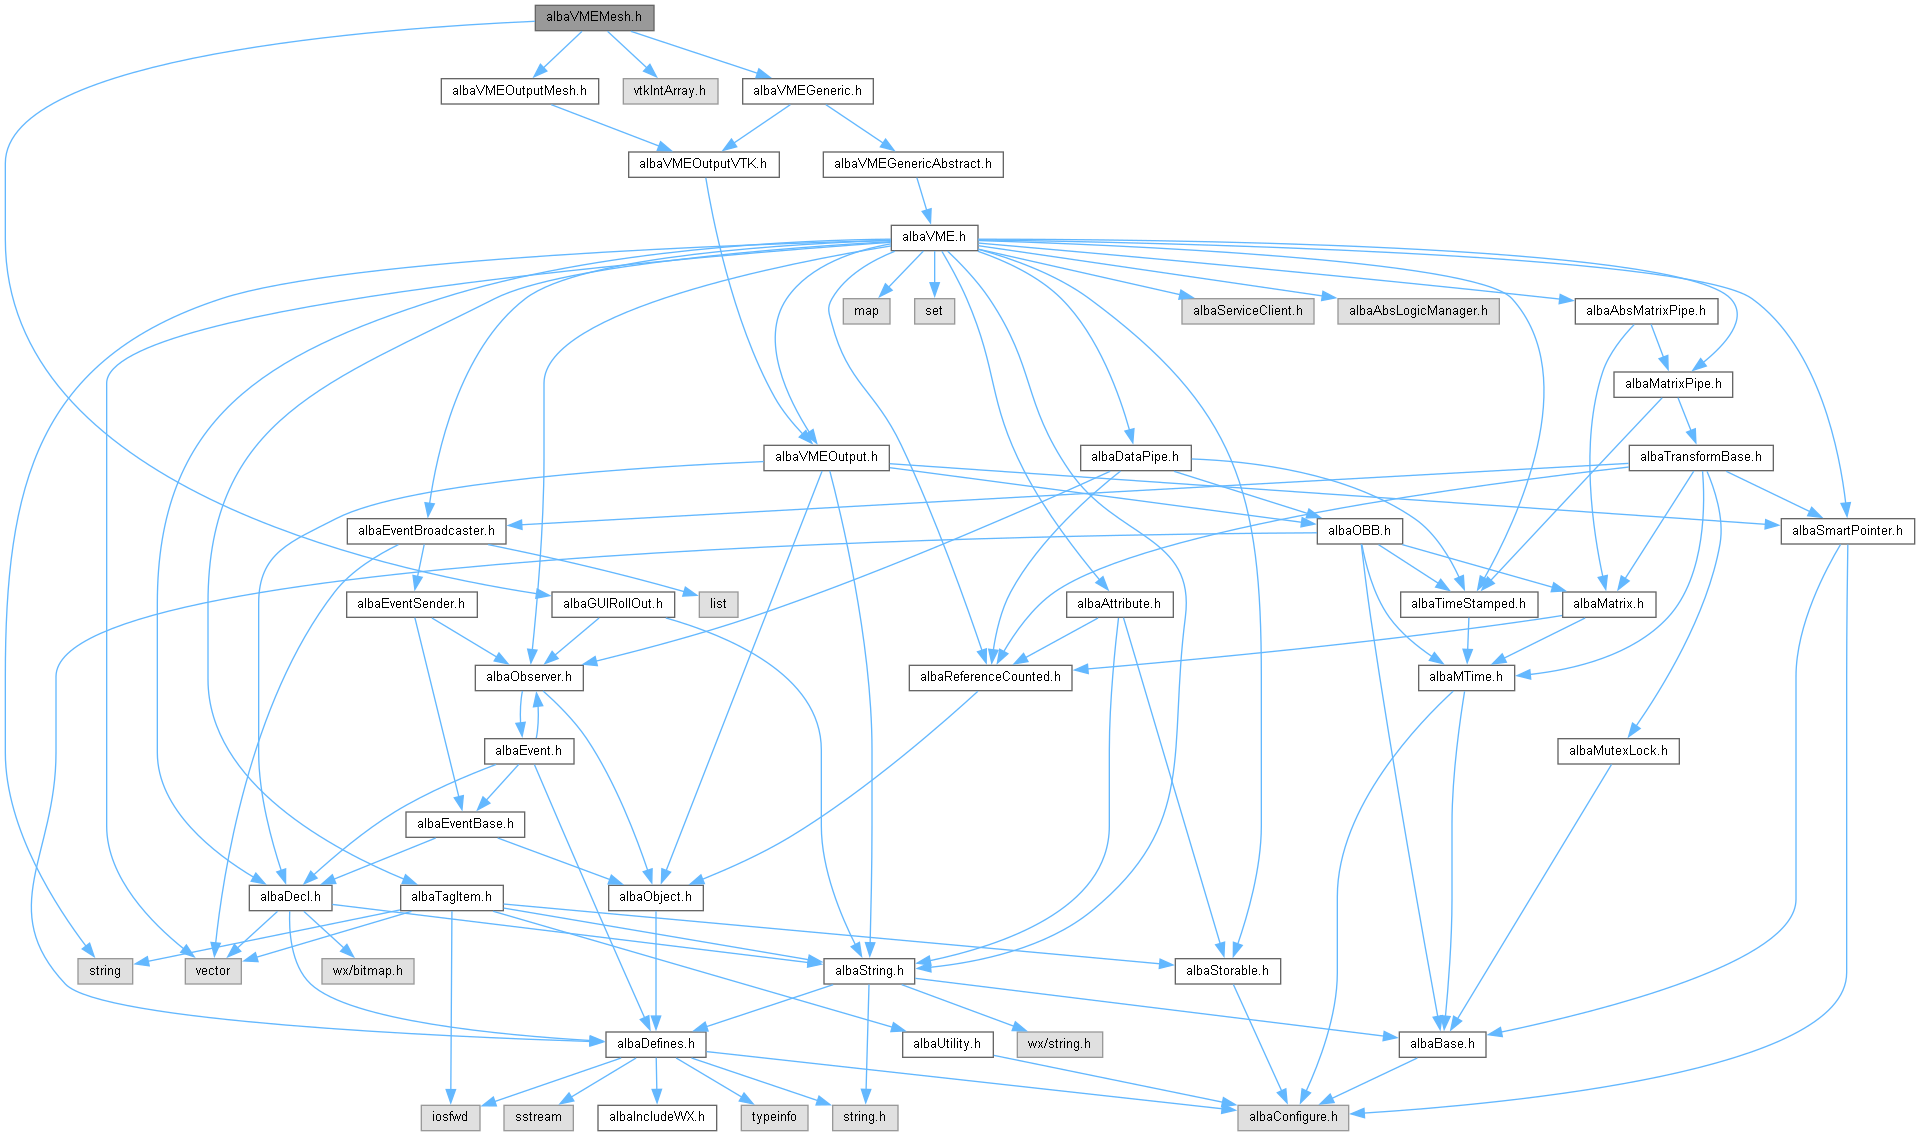 albaVMEMesh.h
albaVMEOutputMesh.h
vtkIntArray.h
albaVMEGeneric.h
albaVMEOutputVTK.h
albaVMEGenericAbstract.h
albaVME.h
map
set
albaServiceClient.h
albaAbsLogicManager.h
albaAbsMatrixPipe.h
albaMatrixPipe.h
albaVMEOutput.h
albaDataPipe.h
albaTransformBase.h
albaEventBroadcaster.h
albaOBB.h
albaSmartPointer.h
albaEventSender.h
albaGUIRollOut.h
list
albaAttribute.h
albaTimeStamped.h
albaMatrix.h
albaObserver.h
albaReferenceCounted.h
albaMTime.h
albaEvent.h
albaMutexLock.h
albaEventBase.h
albaDecl.h
albaTagItem.h
albaObject.h
string
vector
wx/bitmap.h
albaString.h
albaStorable.h
albaDefines.h
albaUtility.h
wx/string.h
albaBase.h
iosfwd
sstream
albaIncludeWX.h
typeinfo
string.h
albaConfigure.h